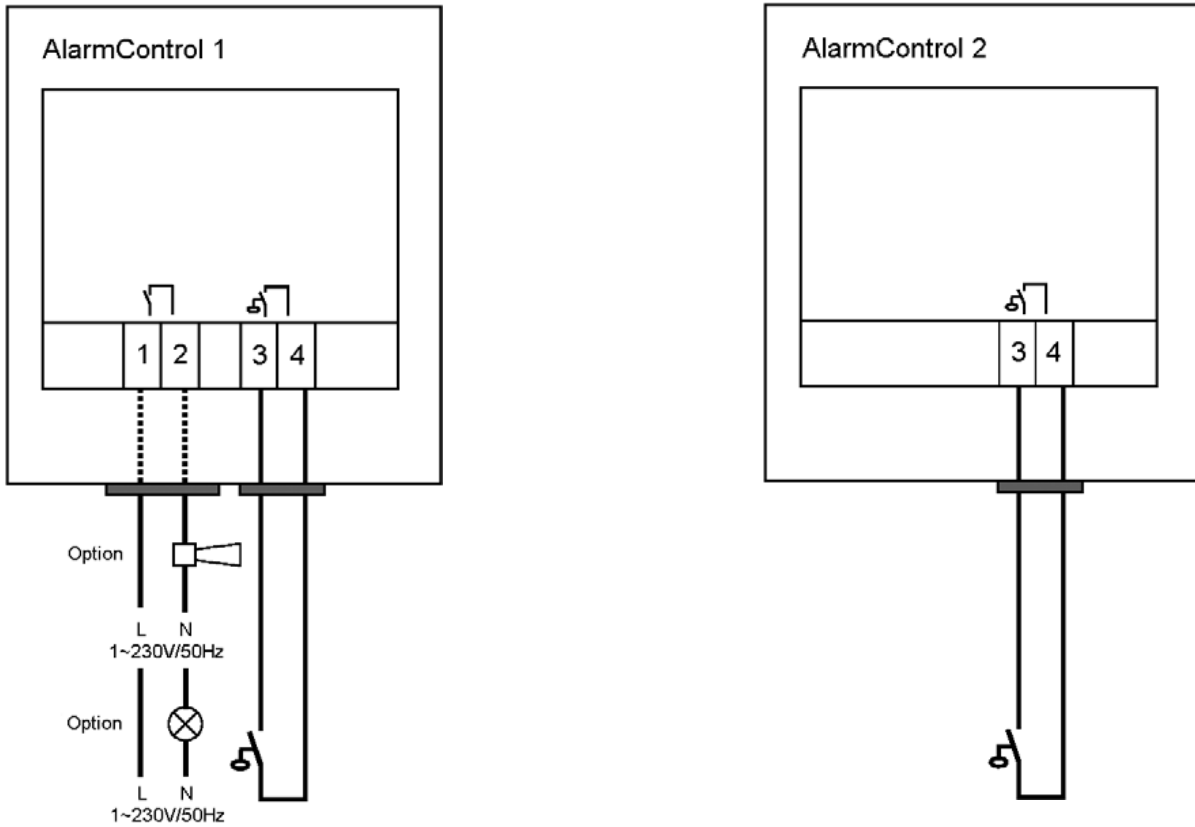 AlarmControl 1
1 2 3 4
Option
L N
1~230V/50Hz
Option
L N
1~230V/50Hz
AlarmControl 2
3 4